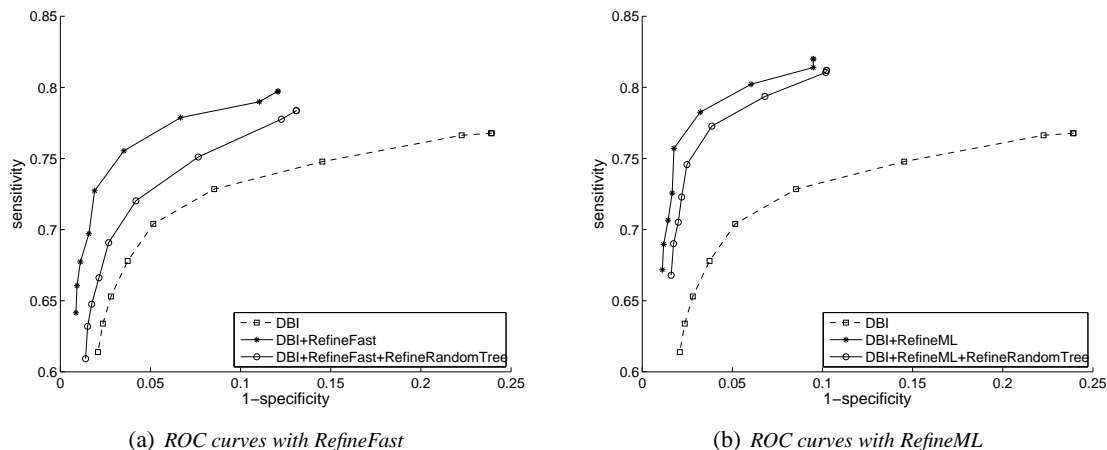 0.85
0.8
0.75
0.7
0.65
0.6
sensitivity
0
0.05
0.1
0.15
0.2
0.25
1−specificity
DBI
DBI+RefineFast
DBI+RefineFast+RefineRandomTree
(a) ROC curves with RefineFast
0.85
0.8
0.75
0.7
0.65
0.6
sensitivity
0
0.05
0.1
0.15
0.2
0.25
1−specificity
DBI
DBI+RefineML
DBI+RefineML+RefineRandomTree
(b) ROC curves with RefineML